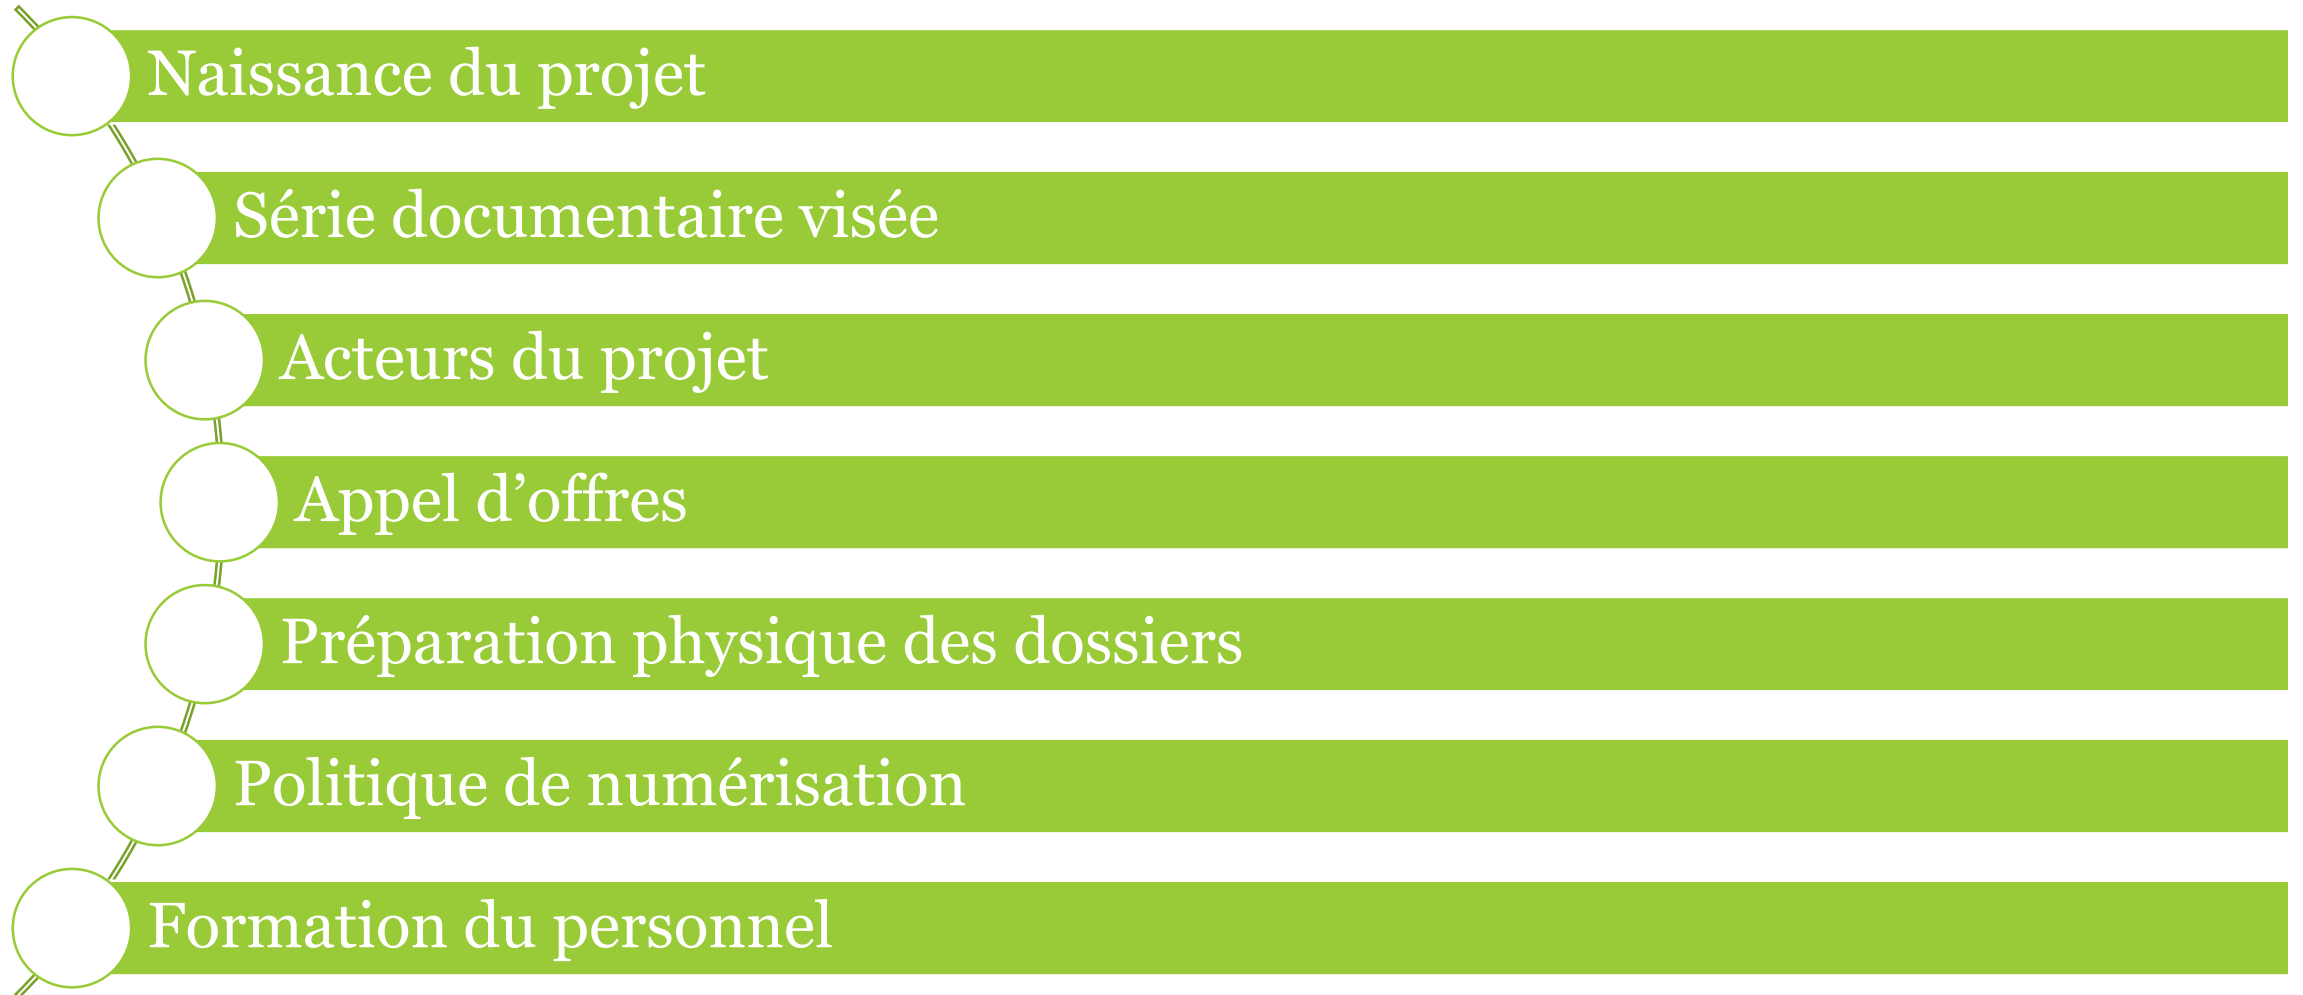 Naissance du projet
Série documentaire visée
Acteurs du projet
Appel d’offres
Préparation physique des dossiers
Politique de numérisation
Formation du personnel